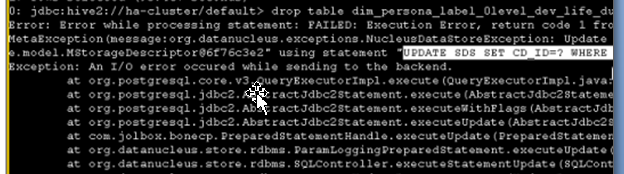 0: jdbc:hive2://ha-cluster/default> drop table dim_persona_label_0level_dev_life_du
Error: Error while processing statement: FAILED: Execution Error, return code 1 fro
MetaException(message:org.datanucleus.exceptions.NucleusDataStoreException: Update
e.model.MStorageDescriptor@6f76c3e2" using statement "UPDATE SDS SET CD_ID=? WHERE
Exception: An I/O error occured while sending to the backend.
at org.postgresql.core.v3.QueryExecutorImpl.execute(QueryExecutorImpl.java:
at org.postgresql.jdbc2.AbstractJdbc2Statement.execute(AbstractJdbc2Stateme
at org.postgresql.jdbc2.AbstractJdbc2Statement.executeWithFlags(AbstractJdb
at org.postgresql.jdbc2.AbstractJdbc2Statement.executeUpdate(AbstractJdbc2S
at com.jolbox.bonecp.PreparedStatementHandle.executeUpdate(PreparedStatemen
at org.datanucleus.store.rdbms.ParamLoggingPreparedStatement.executeUpdate(
at org.datanucleus.store.rdbms.SQLController.executeStatementUpdate(SQLCont